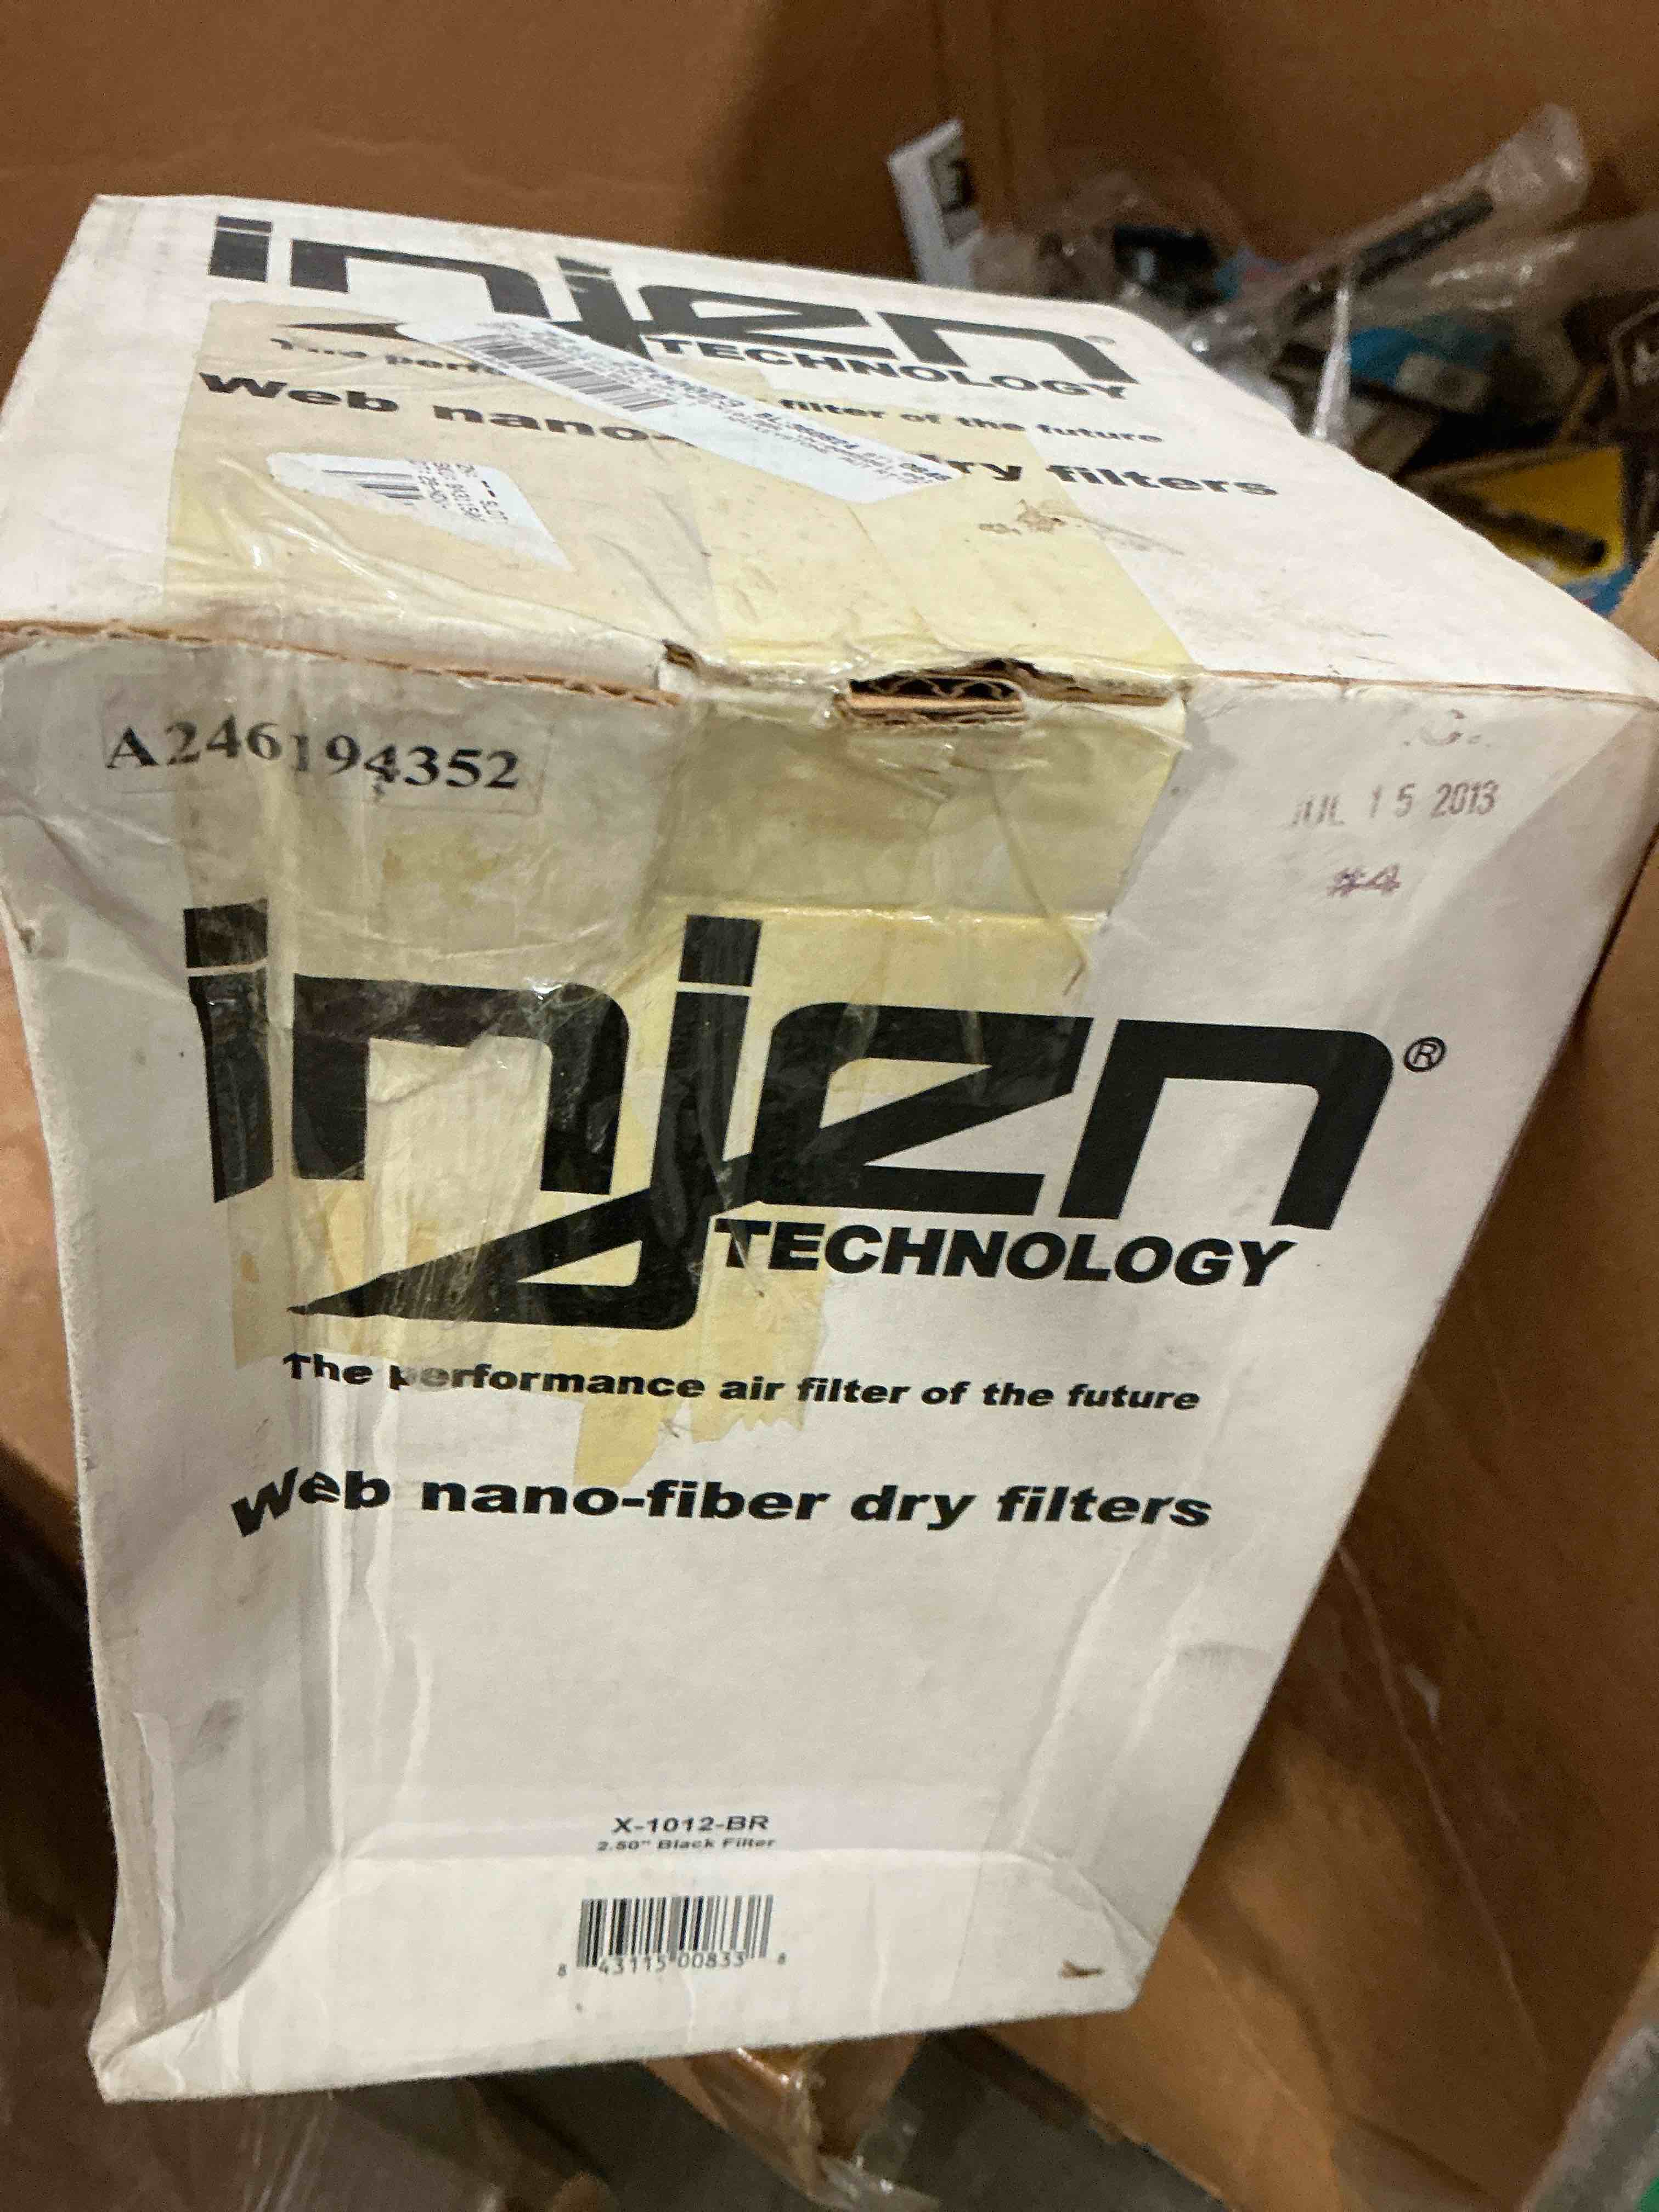 injen®
TECHNOLOGY
filter of the future
Web nano- dry filters
A246194352
JUL 15 2013
#4
injen®
TECHNOLOGY
The performance air filter of the future
Web nano-fiber dry filters
X-1012-BR
2.50" Black Filter
8 43115 00833 8